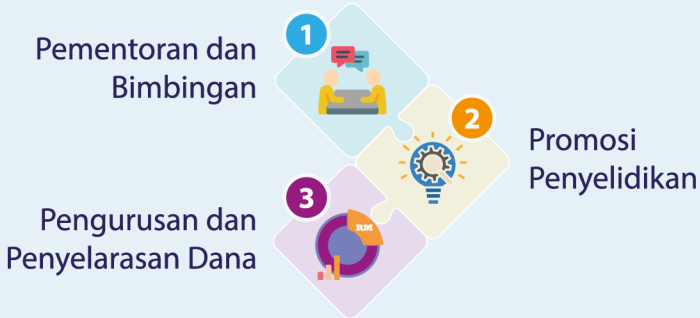 1
Pementoran dan
Bimbingan
2
Promosi
Penyelidikan
3
Pengurusan dan
Penyelarasan Dana
RM